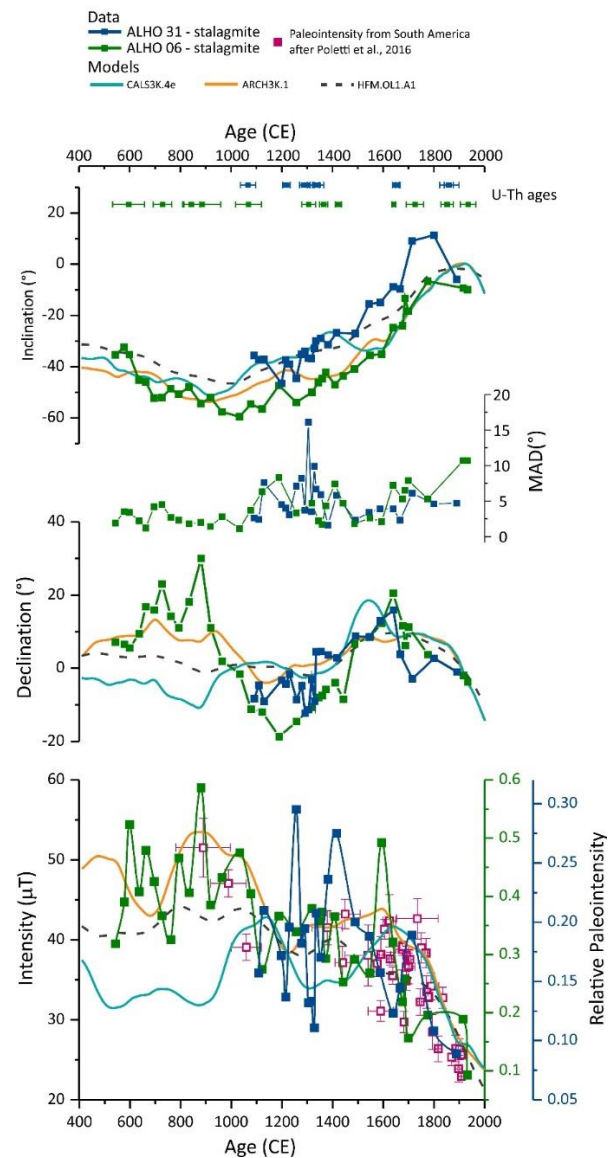 Data
ALHO 31 - stalagmite
ALHO 06 - stalagmite
Paleointensity from South America
after Poletti et al., 2016
Models
CALS3K.4e ARCH3K.1 HFM.OL1.A1
Age (CE)
400 600 800 1000 1200 1400 1600 1800 2000
U-Th ages
20
0
-20
-40
-60
Inclination (°)
20
15
10
5
0
MAD(°)
40
20
0
-20
Declination (°)
60
50
40
30
20
Intensity (μT)
0.6
0.5
0.4
0.3
0.2
0.1
0.30
0.25
0.20
0.15
0.10
0.05
Relative Paleointensity
400 600 800 1000 1200 1400 1600 1800 2000
Age (CE)